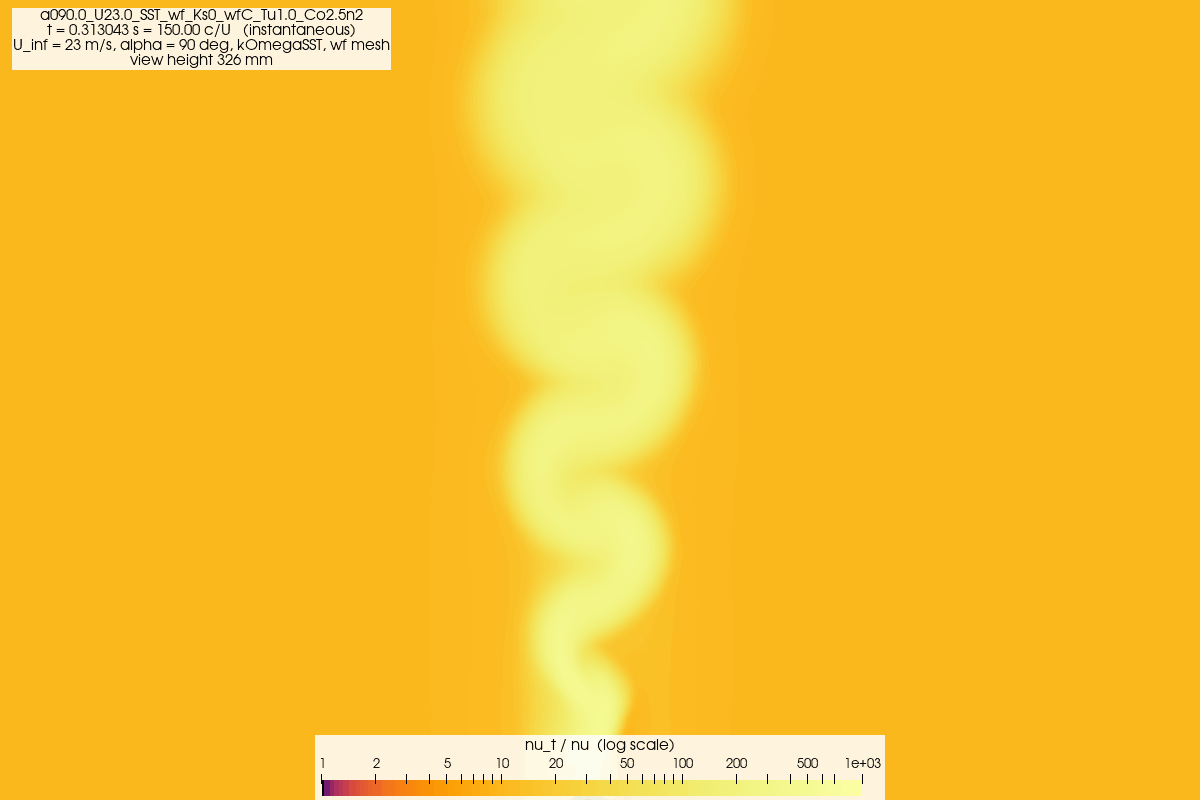 a090.0_U23.0_SST_wf_Ks0_wfC_Tu1.0_Co2.5n2
t = 0.313043 s = 150.00 c/U (instantaneous)
U_inf = 23 m/s, alpha = 90 deg, kOmegaSST, wf mesh
view height 326 mm
nu_t / nu (log scale)
1 2 5 10 20 50 100 200 500 1e+03